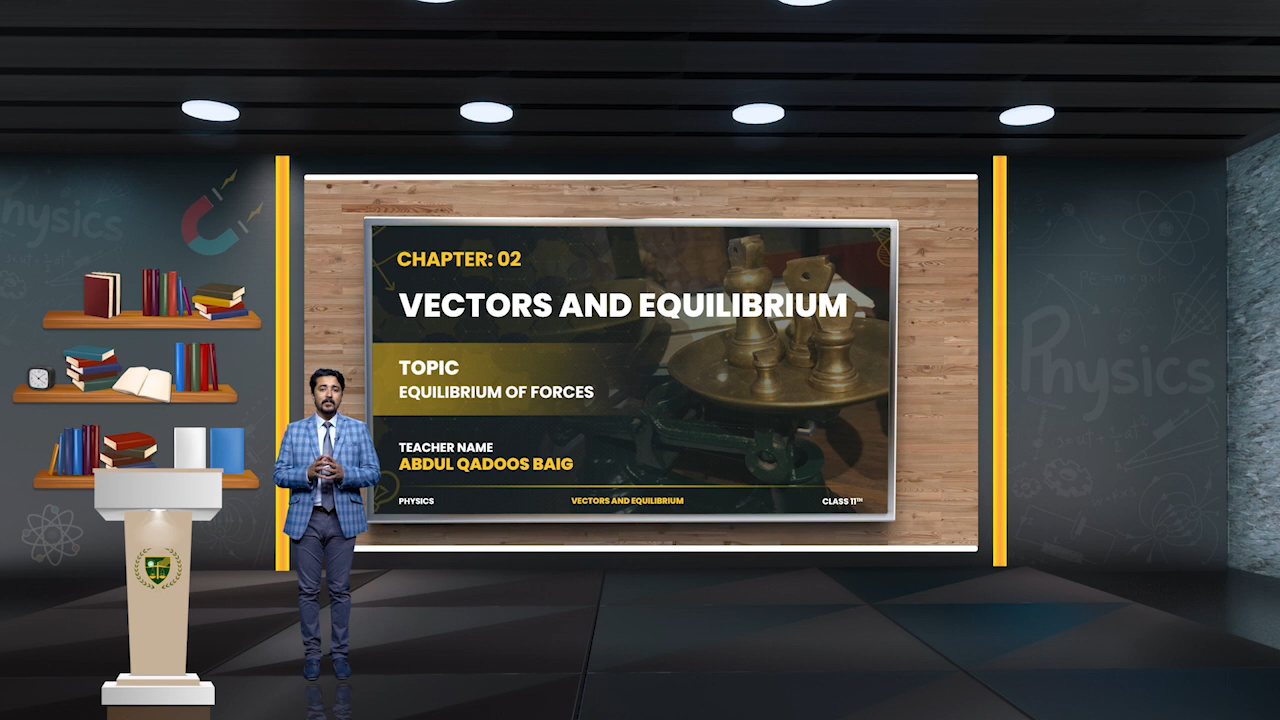 CHAPTER: 02
VECTORS AND EQUILIBRIUM
TOPIC
EQUILIBRIUM OF FORCES
TEACHER NAME
ABDUL QADOOS BAIG
PHYSICS
VECTORS AND EQUILIBRIUM
CLASS 11TH
Physics
Physics